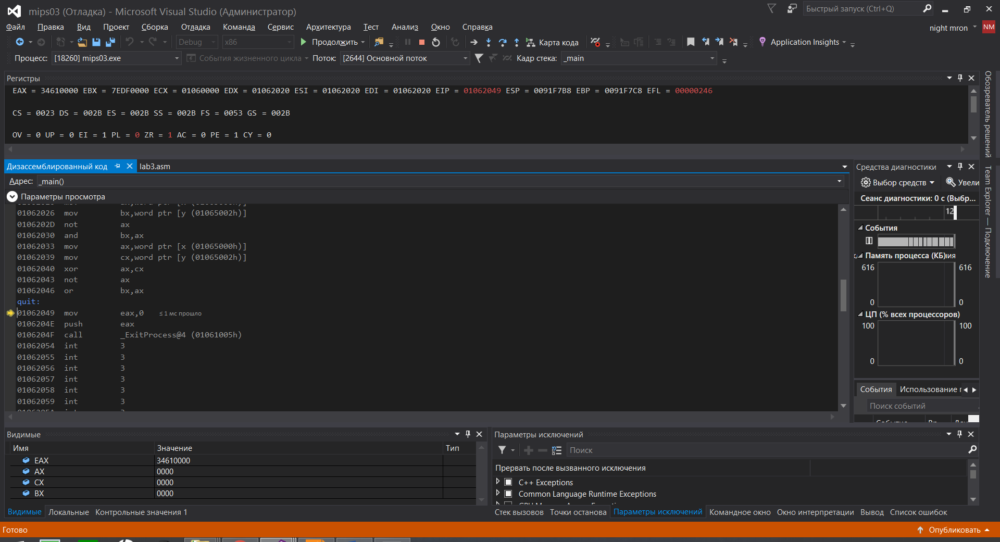 mips03 (Отладка) - Microsoft Visual Studio (Администратор)
Быстрый запуск (Ctrl+Q)
Файл Правка Вид Проект Сборка Отладка Команда Сервис Архитектура Тест Анализ Окно Справка
night mron NM
Debug x86 Продолжить Карта кода Application Insights
Процесс: [18260] mips03.exe События жизненного цикла Поток: [2644] Основной поток Кадр стека: _main
Регистры
EAX = 34610000 EBX = 7EDF0000 ECX = 01060000 EDX = 01062020 ESI = 01062020 EDI = 01062020 EIP = 01062049 ESP = 0091F7B8 EBP = 0091F7C8 EFL = 00000246
CS = 0023 DS = 002B ES = 002B SS = 002B FS = 0053 GS = 002B
OV = 0 UP = 0 EI = 1 PL = 0 ZR = 1 AC = 0 PE = 1 CY = 0
Дизассемблированный код lab3.asm
Адрес: _main()
Параметры просмотра
01062026 mov bx,word ptr [y (01065002h)]
0106202D not ax
01062030 and bx,ax
01062033 mov ax,word ptr [x (01065000h)]
01062039 mov cx,word ptr [y (01065002h)]
01062040 xor ax,cx
01062043 not ax
01062046 or bx,ax
quit:
01062049 mov eax,0 ≤ 1 мс прошло
0106204E push eax
0106204F call _ExitProcess@4 (01061005h)
01062054 int 3
01062055 int 3
01062056 int 3
01062057 int 3
01062058 int 3
01062059 int 3
Средства диагностики
Выбор средств Увели
Сеанс диагностики: 0 с (Выбр...
12
События
Память процесса (КБ)
616 616
0 0
ЦП (% всех процессоров)
100 100
0 0
События Использование
Поиск событий
Обозреватель решений
Team Explorer — Подключение
Видимые
Имя Значение Тип
EAX 34610000
AX 0000
CX 0000
BX 0000
Видимые Локальные Контрольные значения 1
Параметры исключений
Поиск
Прервать после вызванного исключения
C++ Exceptions
Common Language Runtime Exceptions
Стек вызовов Точки останова Параметры исключений Командное окно Окно интерпретации Вывод Список ошибок
Готово
Опубликовать